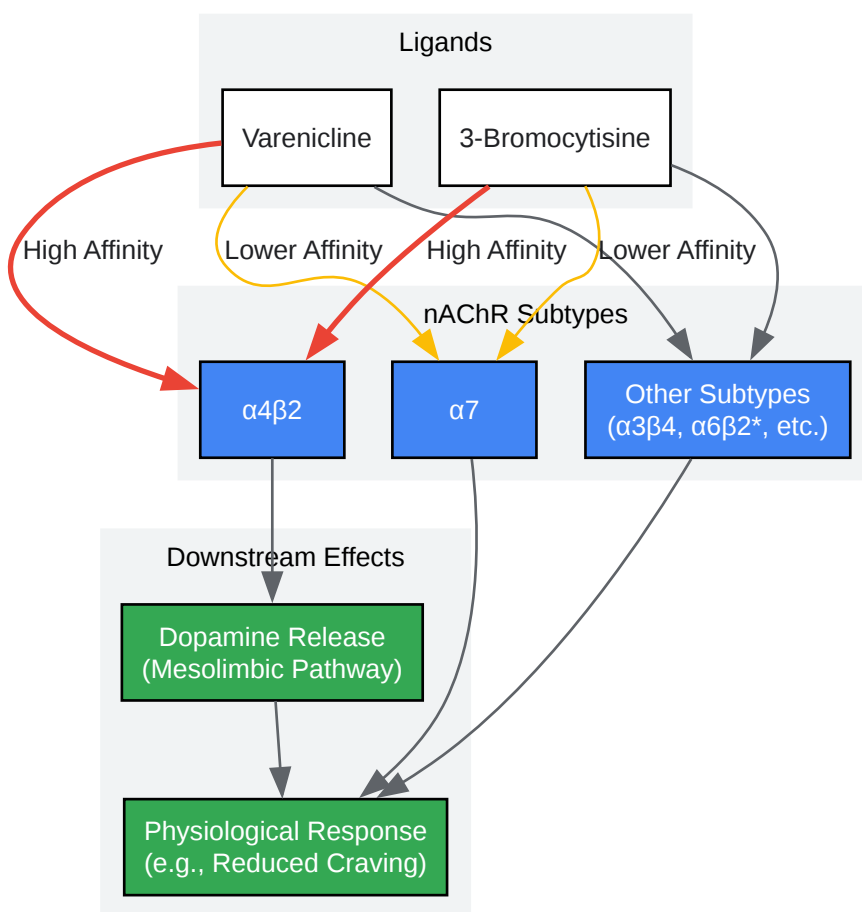 Ligands
Varenicline
3-Bromocytisine
High Affinity
Lower Affinity
High Affinity
Lower Affinity
nAChR Subtypes
α4β2
α7
Other Subtypes
(α3β4, α6β2*, etc.)
Downstream Effects
Dopamine Release
(Mesolimbic Pathway)
Physiological Response
(e.g., Reduced Craving)